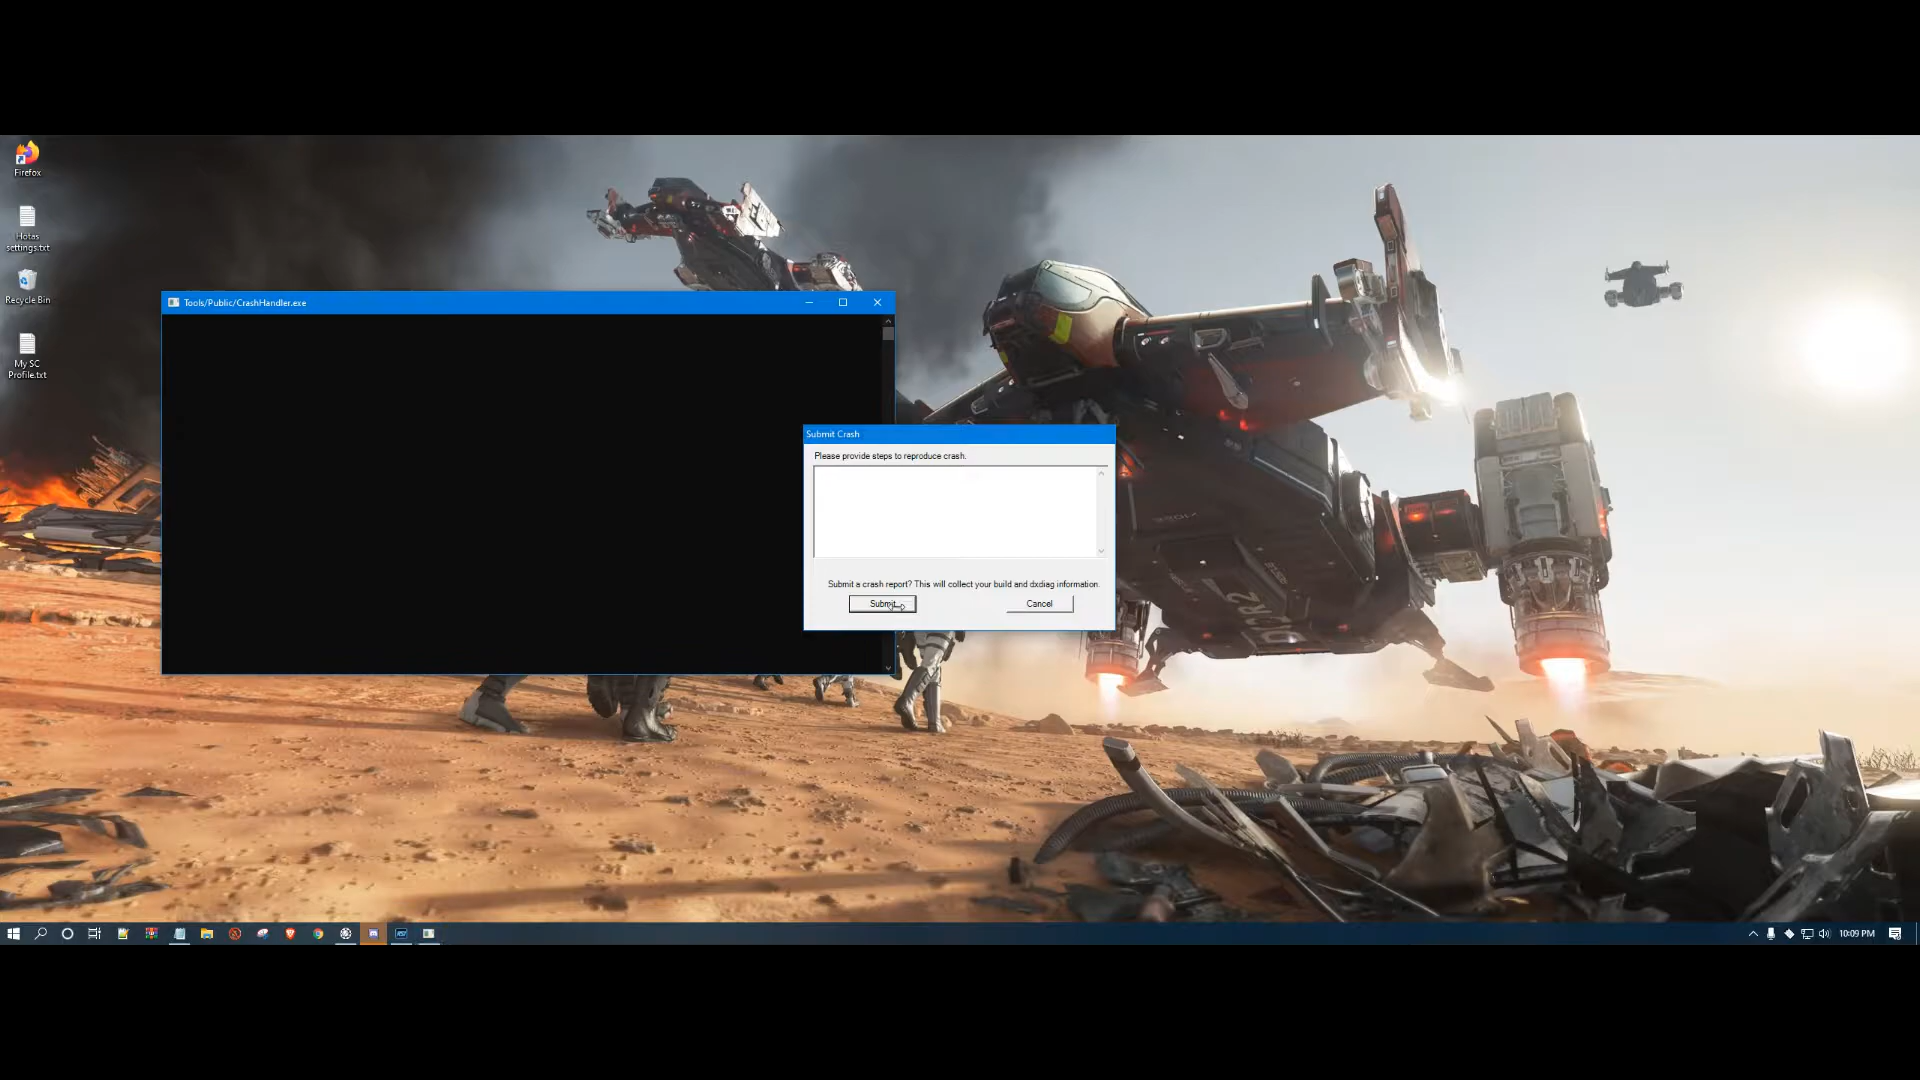 Firefox
Hotas
settings.txt
Recycle Bin
My SC
Profile.txt
Tools/Public/CrashHandler.exe
Submit Crash
Please provide steps to reproduce crash.
Submit a crash report? This will collect your build and dxdiag information.
Submit
Cancel
10:09 PM